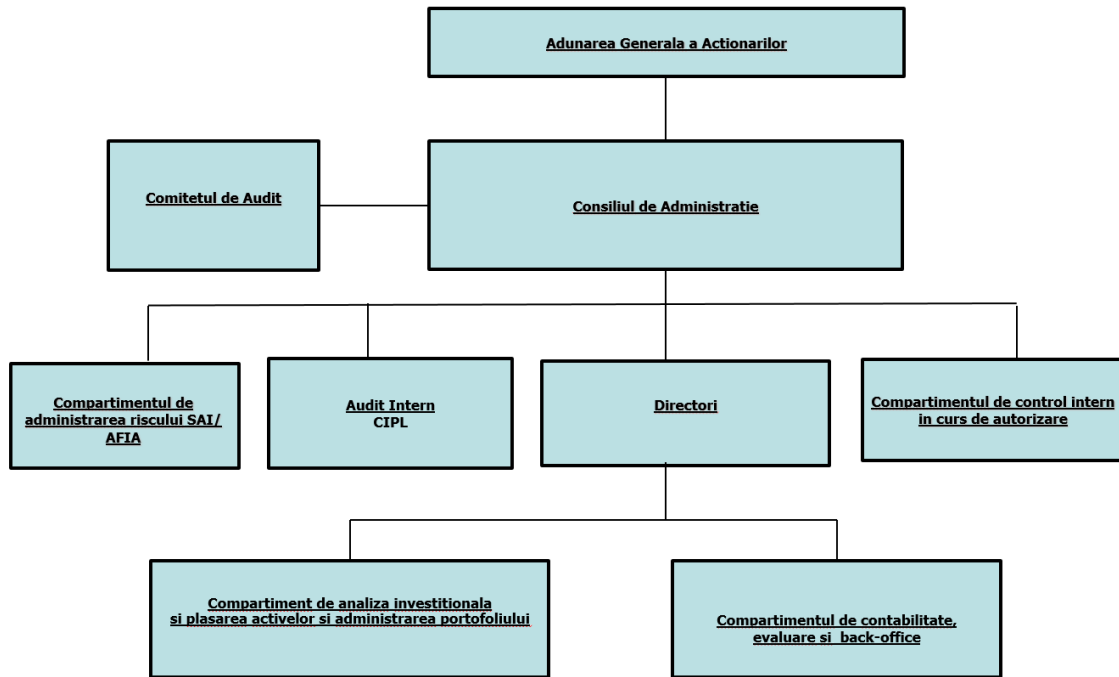 Adunarea Generala a Actionarilor
Comitetul de Audit
Consiliul de Administratie
Compartimentul de
administrarea riscului SAI/
AFIA
Audit Intern
CIPL
Directori
Compartimentul de control intern
in curs de autorizare
Compartiment de analiza investitionala
si plasarea activelor si administrarea portofoliului
Compartimentul de contabilitate,
evaluare si back-office